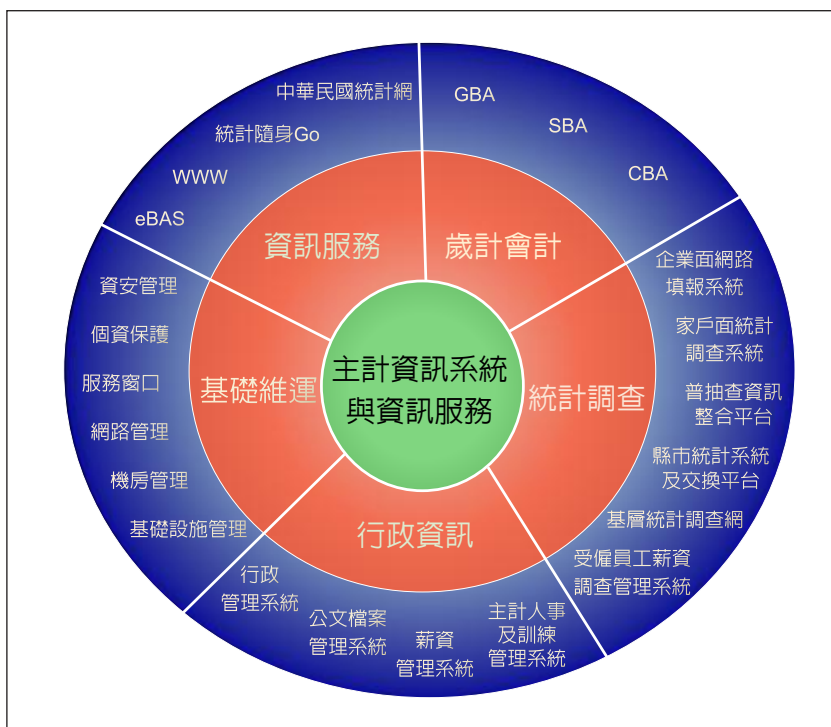 主計資訊系統
與資訊服務
資訊服務
中華民國統計網
統計隨身Go
WWW
eBAS
歲計會計
GBA
SBA
CBA
統計調查
企業面網路
填報系統
家戶面統計
調查系統
普抽查資訊
整合平台
縣市統計系統
及交換平台
基層統計調查網
受僱員工薪資
調查管理系統
行政資訊
行政
管理系統
公文檔案
管理系統
薪資
管理系統
主計人事
及訓練
管理系統
基礎維運
資安管理
個資保護
服務窗口
網路管理
機房管理
基礎設施管理